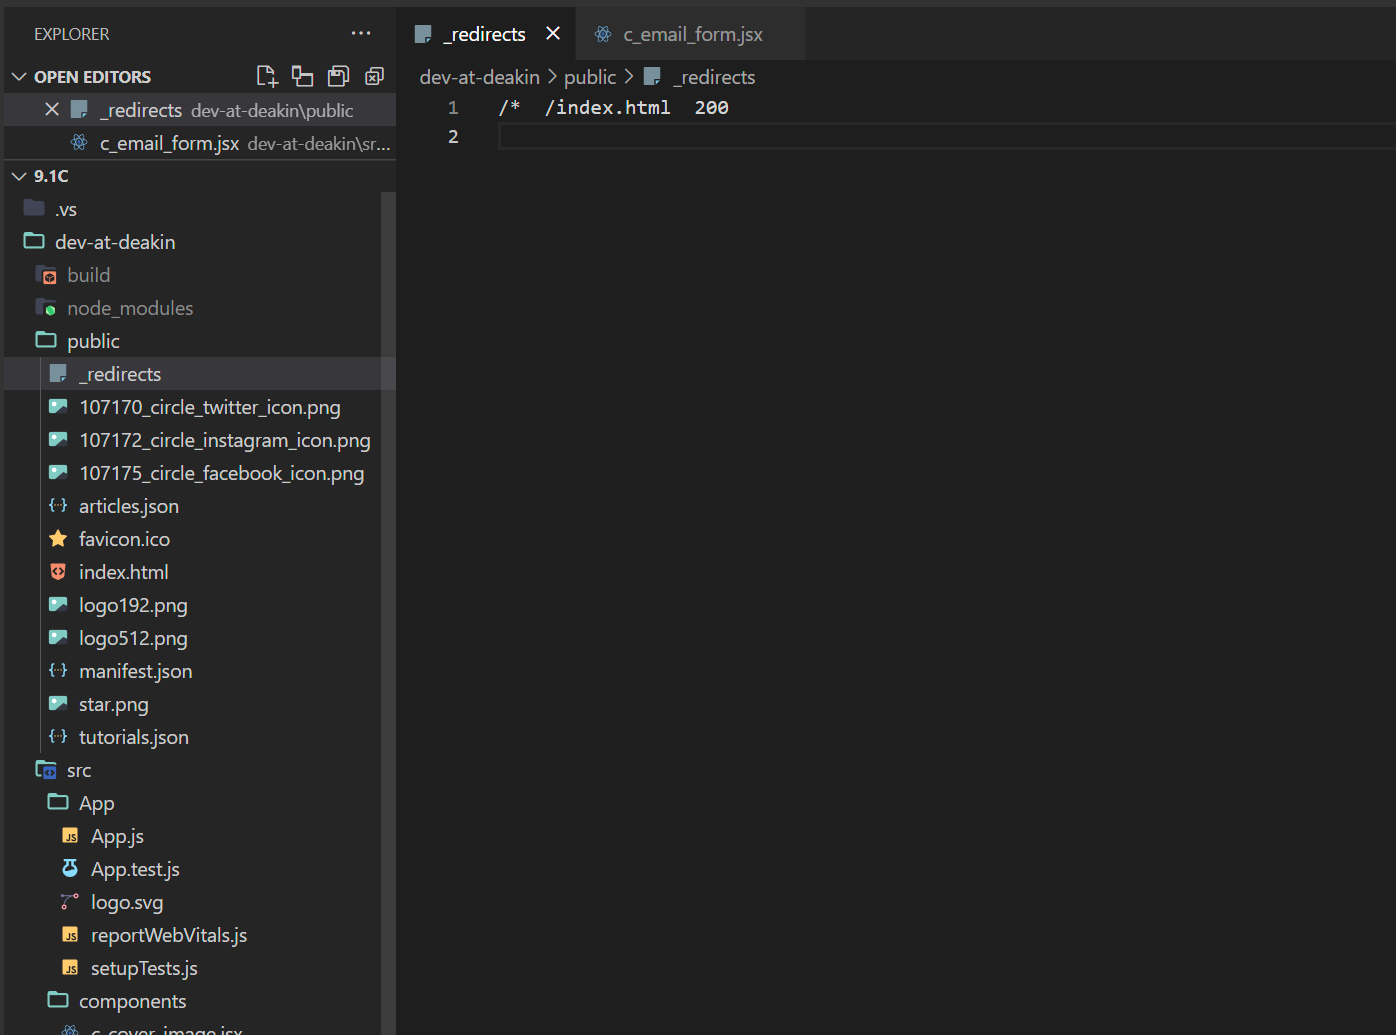 EXPLORER
OPEN EDITORS
_redirects dev-at-deakin\public
c_email_form.jsx dev-at-deakin\sr...
9.1C
.vs
dev-at-deakin
build
node_modules
public
_redirects
107170_circle_twitter_icon.png
107172_circle_instagram_icon.png
107175_circle_facebook_icon.png
articles.json
favicon.ico
index.html
logo192.png
logo512.png
manifest.json
star.png
tutorials.json
src
App
App.js
App.test.js
logo.svg
reportWebVitals.js
setupTests.js
components
c_cover_image.jsx
_redirects c_email_form.jsx
dev-at-deakin > public > _redirects
1 /* /index.html 200
2